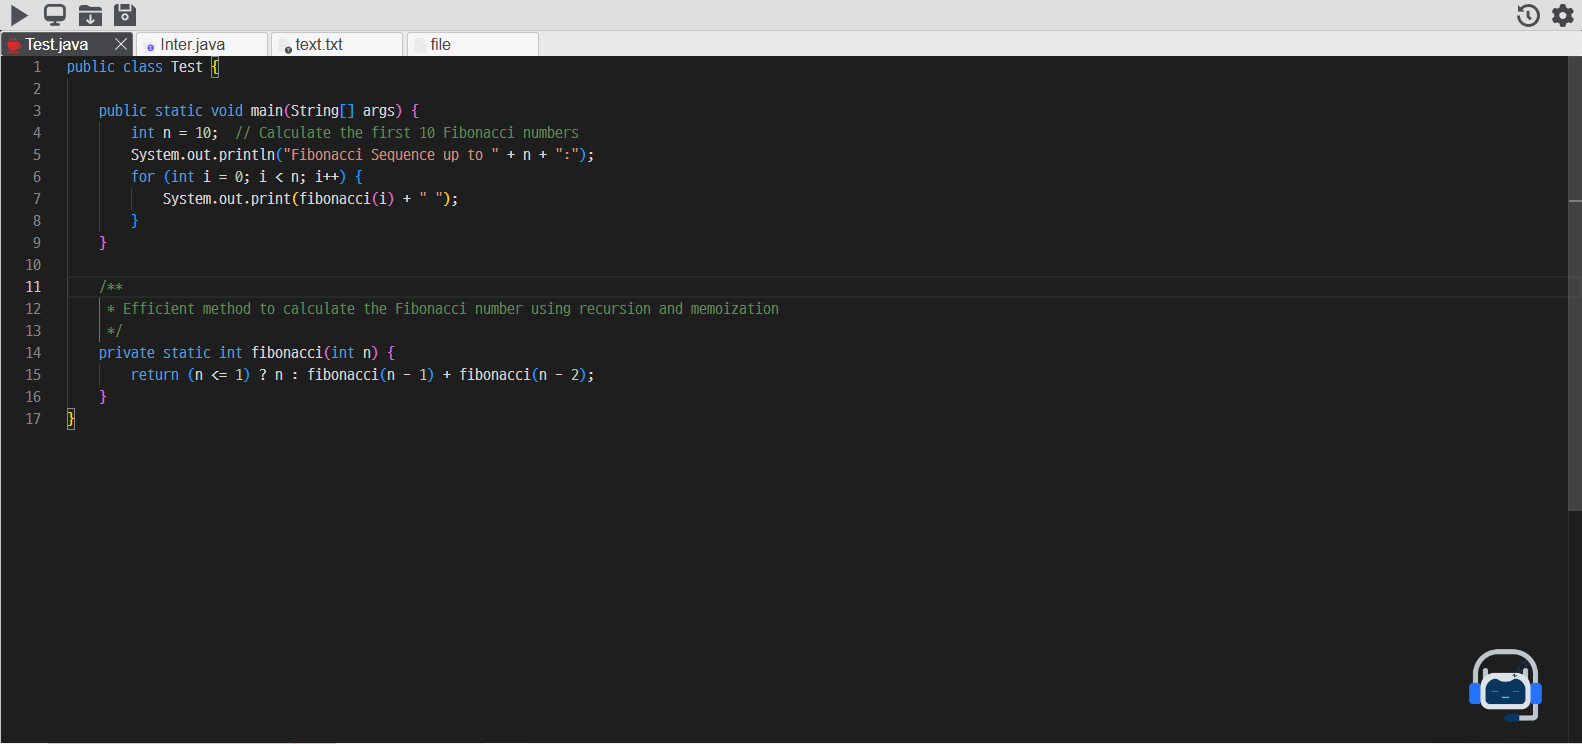 Test.java Inter.java text.txt file
1 public class Test {
2
3 public static void main(String[] args) {
4 int n = 10;  // Calculate the first 10 Fibonacci numbers
5 System.out.println("Fibonacci Sequence up to " + n + ":");
6 for (int i = 0; i < n; i++) {
7 System.out.print(fibonacci(i) + " ");
8 }
9 }
10
11 /**
12 * Efficient method to calculate the Fibonacci number using recursion and memoization
13 */
14 private static int fibonacci(int n) {
15 return (n <= 1) ? n : fibonacci(n - 1) + fibonacci(n - 2);
16 }
17 }